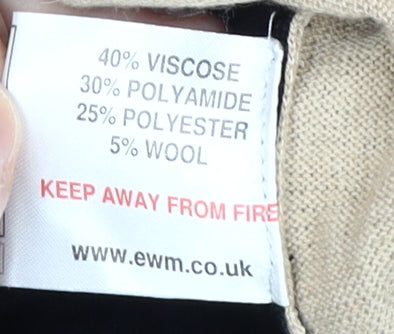 40% VISCOSE
30% POLYAMIDE
25% POLYESTER
5% WOOL
KEEP AWAY FROM FIRE
www.ewm.co.uk